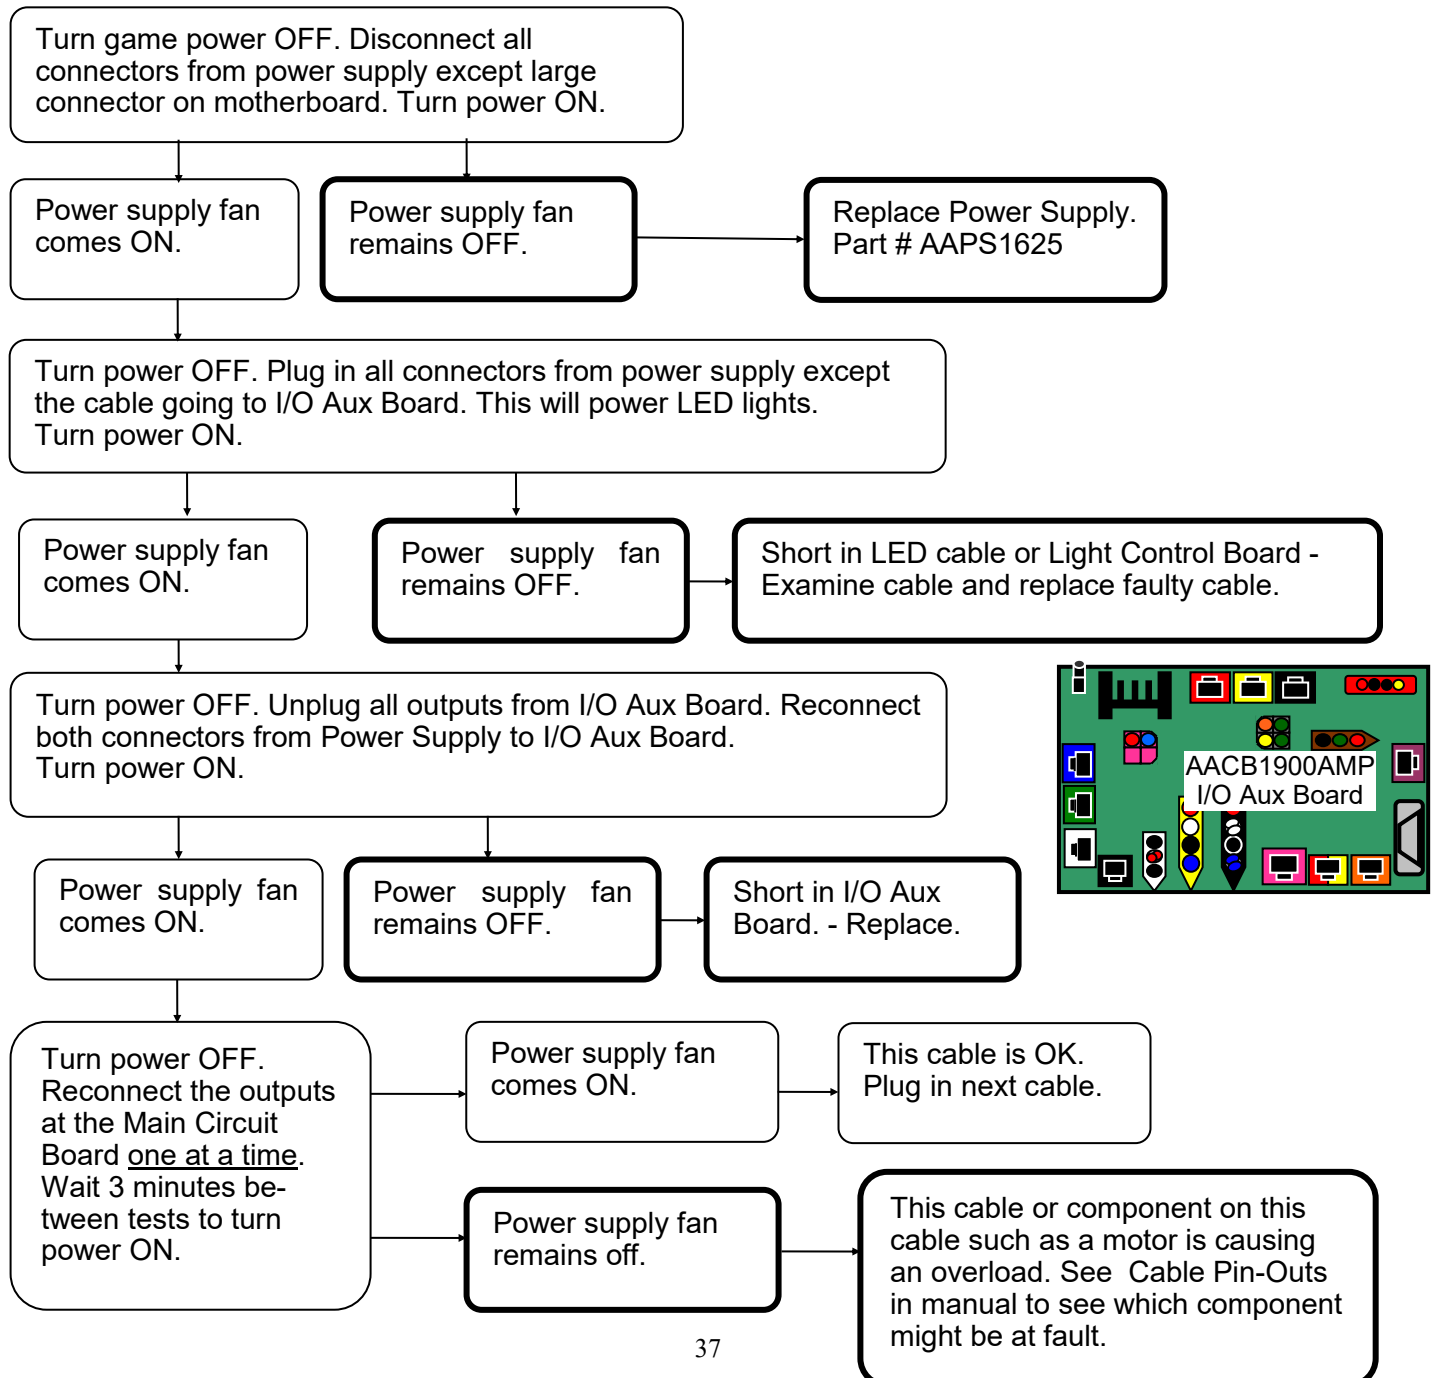 Turn game power OFF. Disconnect all
connectors from power supply except large
connector on motherboard. Turn power ON.
Power supply fan
comes ON.
Power supply fan
remains OFF.
Replace Power Supply.
Part # AAPS1625
Turn power OFF. Plug in all connectors from power supply except
the cable going to I/O Aux Board. This will power LED lights.
Turn power ON.
Power supply fan
comes ON.
Power supply fan
remains OFF.
Short in LED cable or Light Control Board -
Examine cable and replace faulty cable.
Turn power OFF. Unplug all outputs from I/O Aux Board. Reconnect
both connectors from Power Supply to I/O Aux Board.
Turn power ON.
AACB1900AMP
I/O Aux Board
Power supply fan
comes ON.
Power supply fan
remains OFF.
Short in I/O Aux
Board. - Replace.
Turn power OFF.
Reconnect the outputs
at the Main Circuit
Board one at a time.
Wait 3 minutes be-
tween tests to turn
power ON.
Power supply fan
comes ON.
This cable is OK.
Plug in next cable.
Power supply fan
remains off.
This cable or component on this
cable such as a motor is causing
an overload. See  Cable Pin-Outs
in manual to see which component
might be at fault.
37